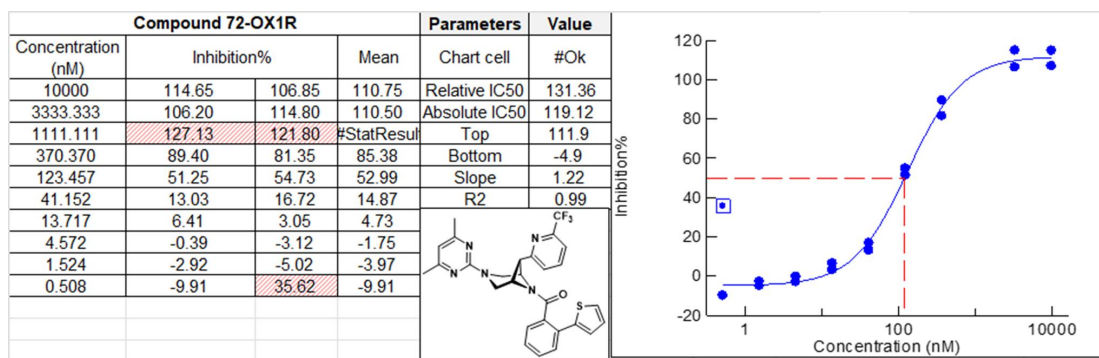 Compound 72-OX1R Parameters Value
Concentration (nM) Inhibition% Mean Chart cell #Ok
10000 114.65 106.85 110.75 Relative IC50 131.36
3333.333 106.20 114.80 110.50 Absolute IC50 119.12
1111.111 127.13 121.80 #StatResul Top 111.9
370.370 89.40 81.35 85.38 Bottom -4.9
123.457 51.25 54.73 52.99 Slope 1.22
41.152 13.03 16.72 14.87 R2 0.99
13.717 6.41 3.05 4.73
4.572 -0.39 -3.12 -1.75
1.524 -2.92 -5.02 -3.97
0.508 -9.91 35.62 -9.91
CF3
N
N
N
N
N
N
O
S
Inhibition%
120
100
80
60
40
20
0
-20
1 100 10000
Concentration (nM)